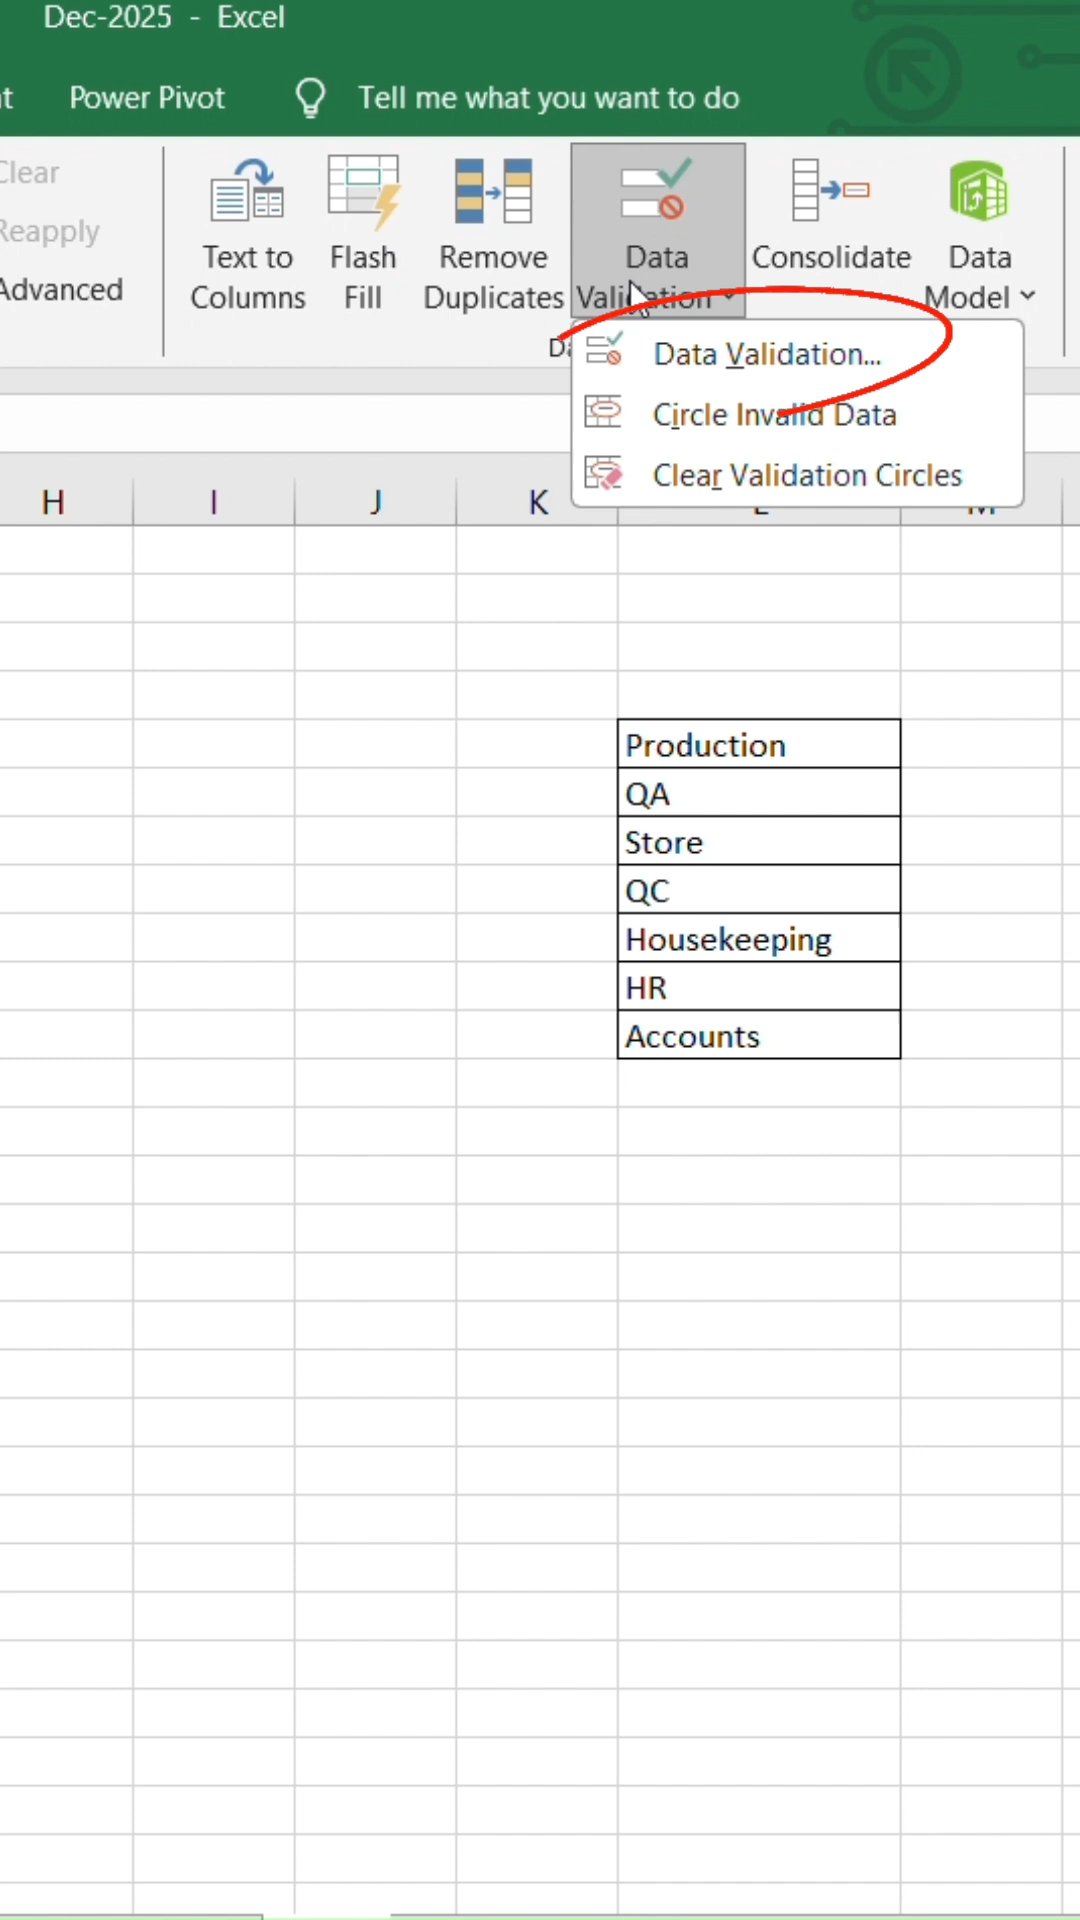 Dec-2025 - Excel
t Power Pivot Tell me what you want to do
Clear
Reapply
Advanced
Text to
Columns
Flash
Fill
Remove
Duplicates
Data
Validation
Consolidate
Data
Model
Da
Data Validation...
Circle Invalid Data
Clear Validation Circles
H I J K L M
Production
QA
Store
QC
Housekeeping
HR
Accounts